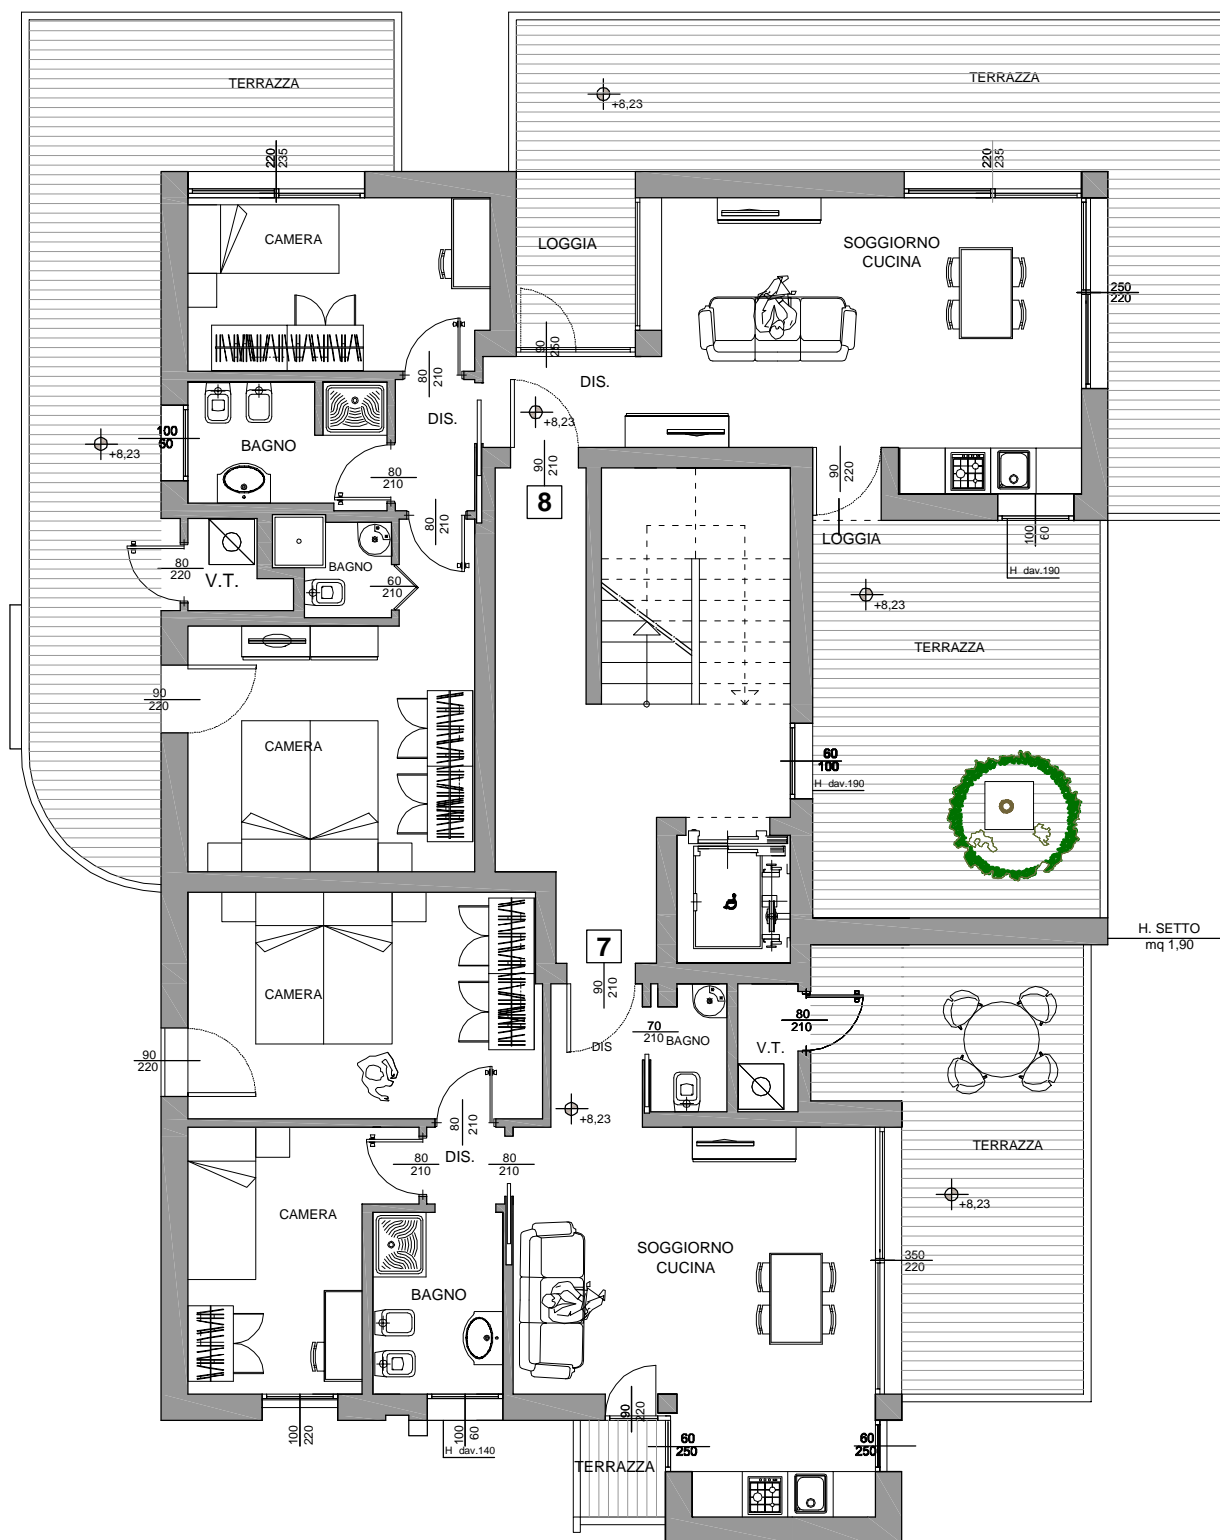 TERRAZZA
TERRAZZA
+8,23
220
235
220
235
CAMERA
LOGGIA
SOGGIORNO
CUCINA
250
220
90
250
80
210
DIS.
DIS.
+8,23
100
60
+8,23
BAGNO
80
210
90
210
90
220
8
80
210
LOGGIA
100
60
H dav.190
80
220
V.T.
BAGNO
60
210
+8,23
TERRAZZA
90
220
CAMERA
60
100
H dav.190
H. SETTO
mq 1,90
7
CAMERA
90
210
70
210
BAGNO
DIS
80
210
V.T.
90
220
+8,23
80
210
DIS.
80
210
80
210
TERRAZZA
+8,23
CAMERA
SOGGIORNO
CUCINA
350
220
BAGNO
90
220
100
220
100
60
H dav.140
60
250
60
250
TERRAZZA